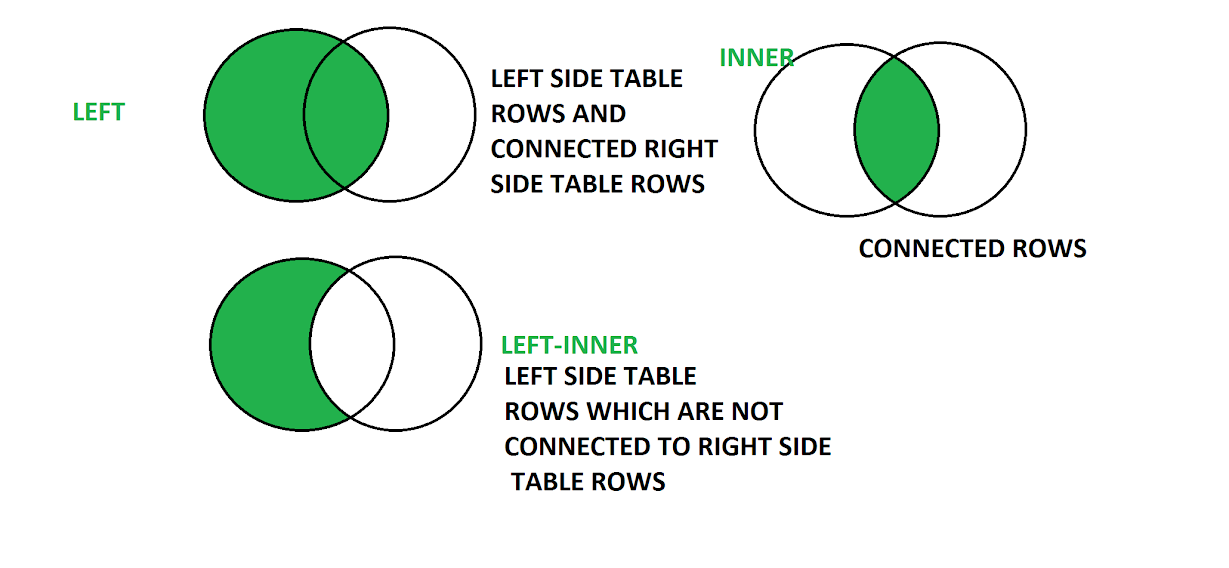 LEFT
LEFT SIDE TABLE
ROWS AND
CONNECTED RIGHT
SIDE TABLE ROWS
INNER
CONNECTED ROWS
LEFT-INNER
LEFT SIDE TABLE
ROWS WHICH ARE NOT
CONNECTED TO RIGHT SIDE
TABLE ROWS